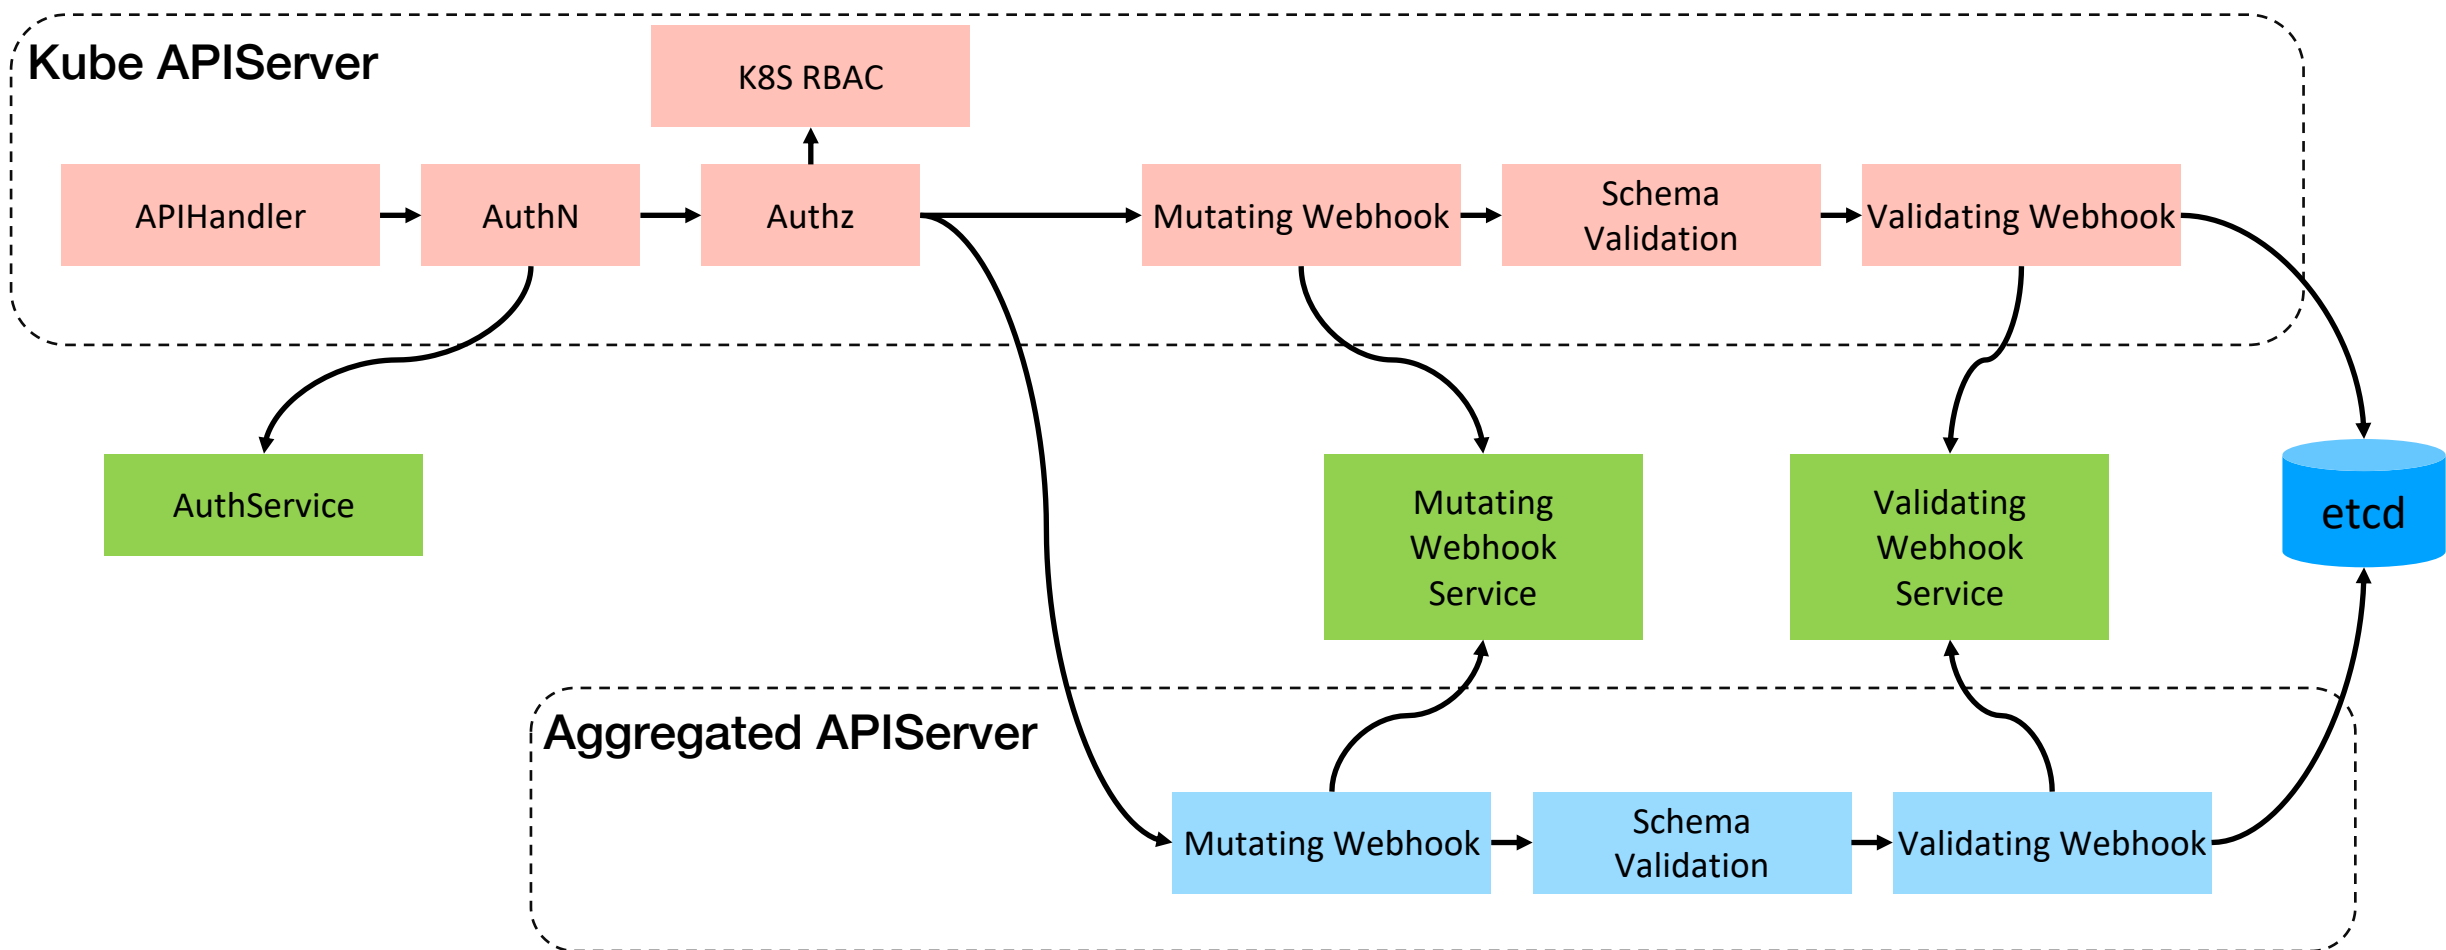 Kube APIServer
K8S RBAC
APIHandler
AuthN
Authz
Mutating Webhook
Schema
Validation
Validating Webhook
AuthService
Mutating
Webhook
Service
Validating
Webhook
Service
etcd
Aggregated APIServer
Mutating Webhook
Schema
Validation
Validating Webhook